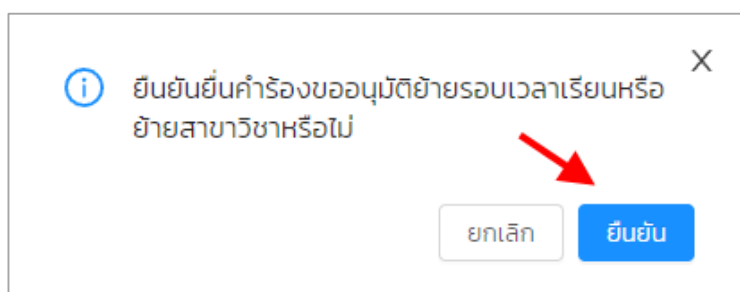 ยืนยันยื่นคำร้องขออนุมัติย้ายรอบเวลาเรียนหรือ
ย้ายสาขาวิชาหรือไม่
ยกเลิก
ยืนยัน